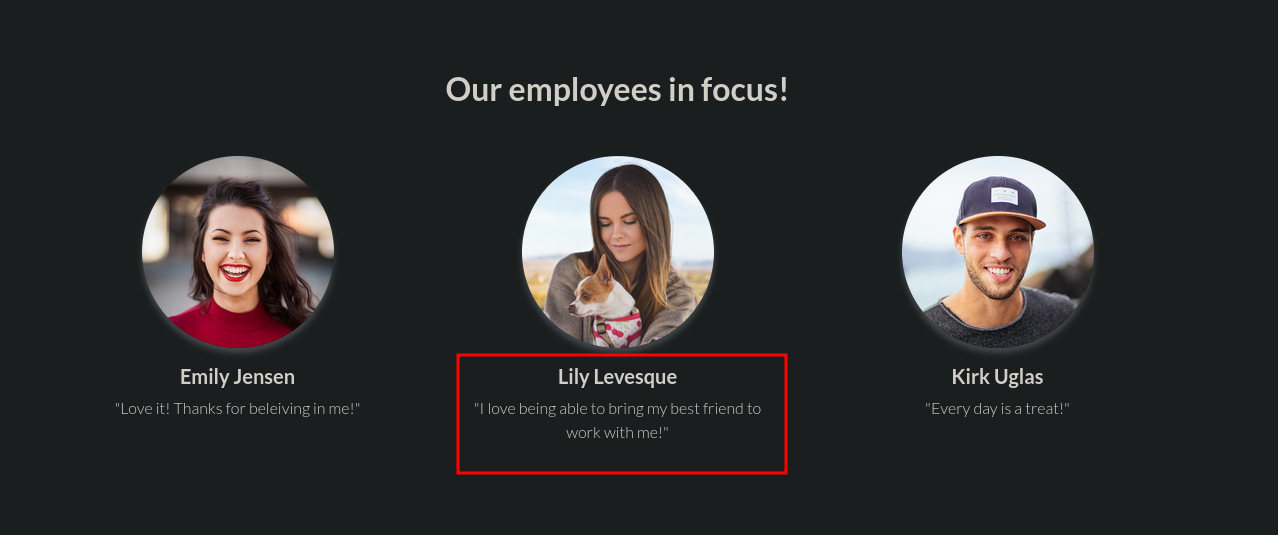 Our employees in focus!
Emily Jensen
"Love it! Thanks for beleiving in me!"
Lily Levesque
"I love being able to bring my best friend to
work with me!"
Kirk Uglas
"Every day is a treat!"